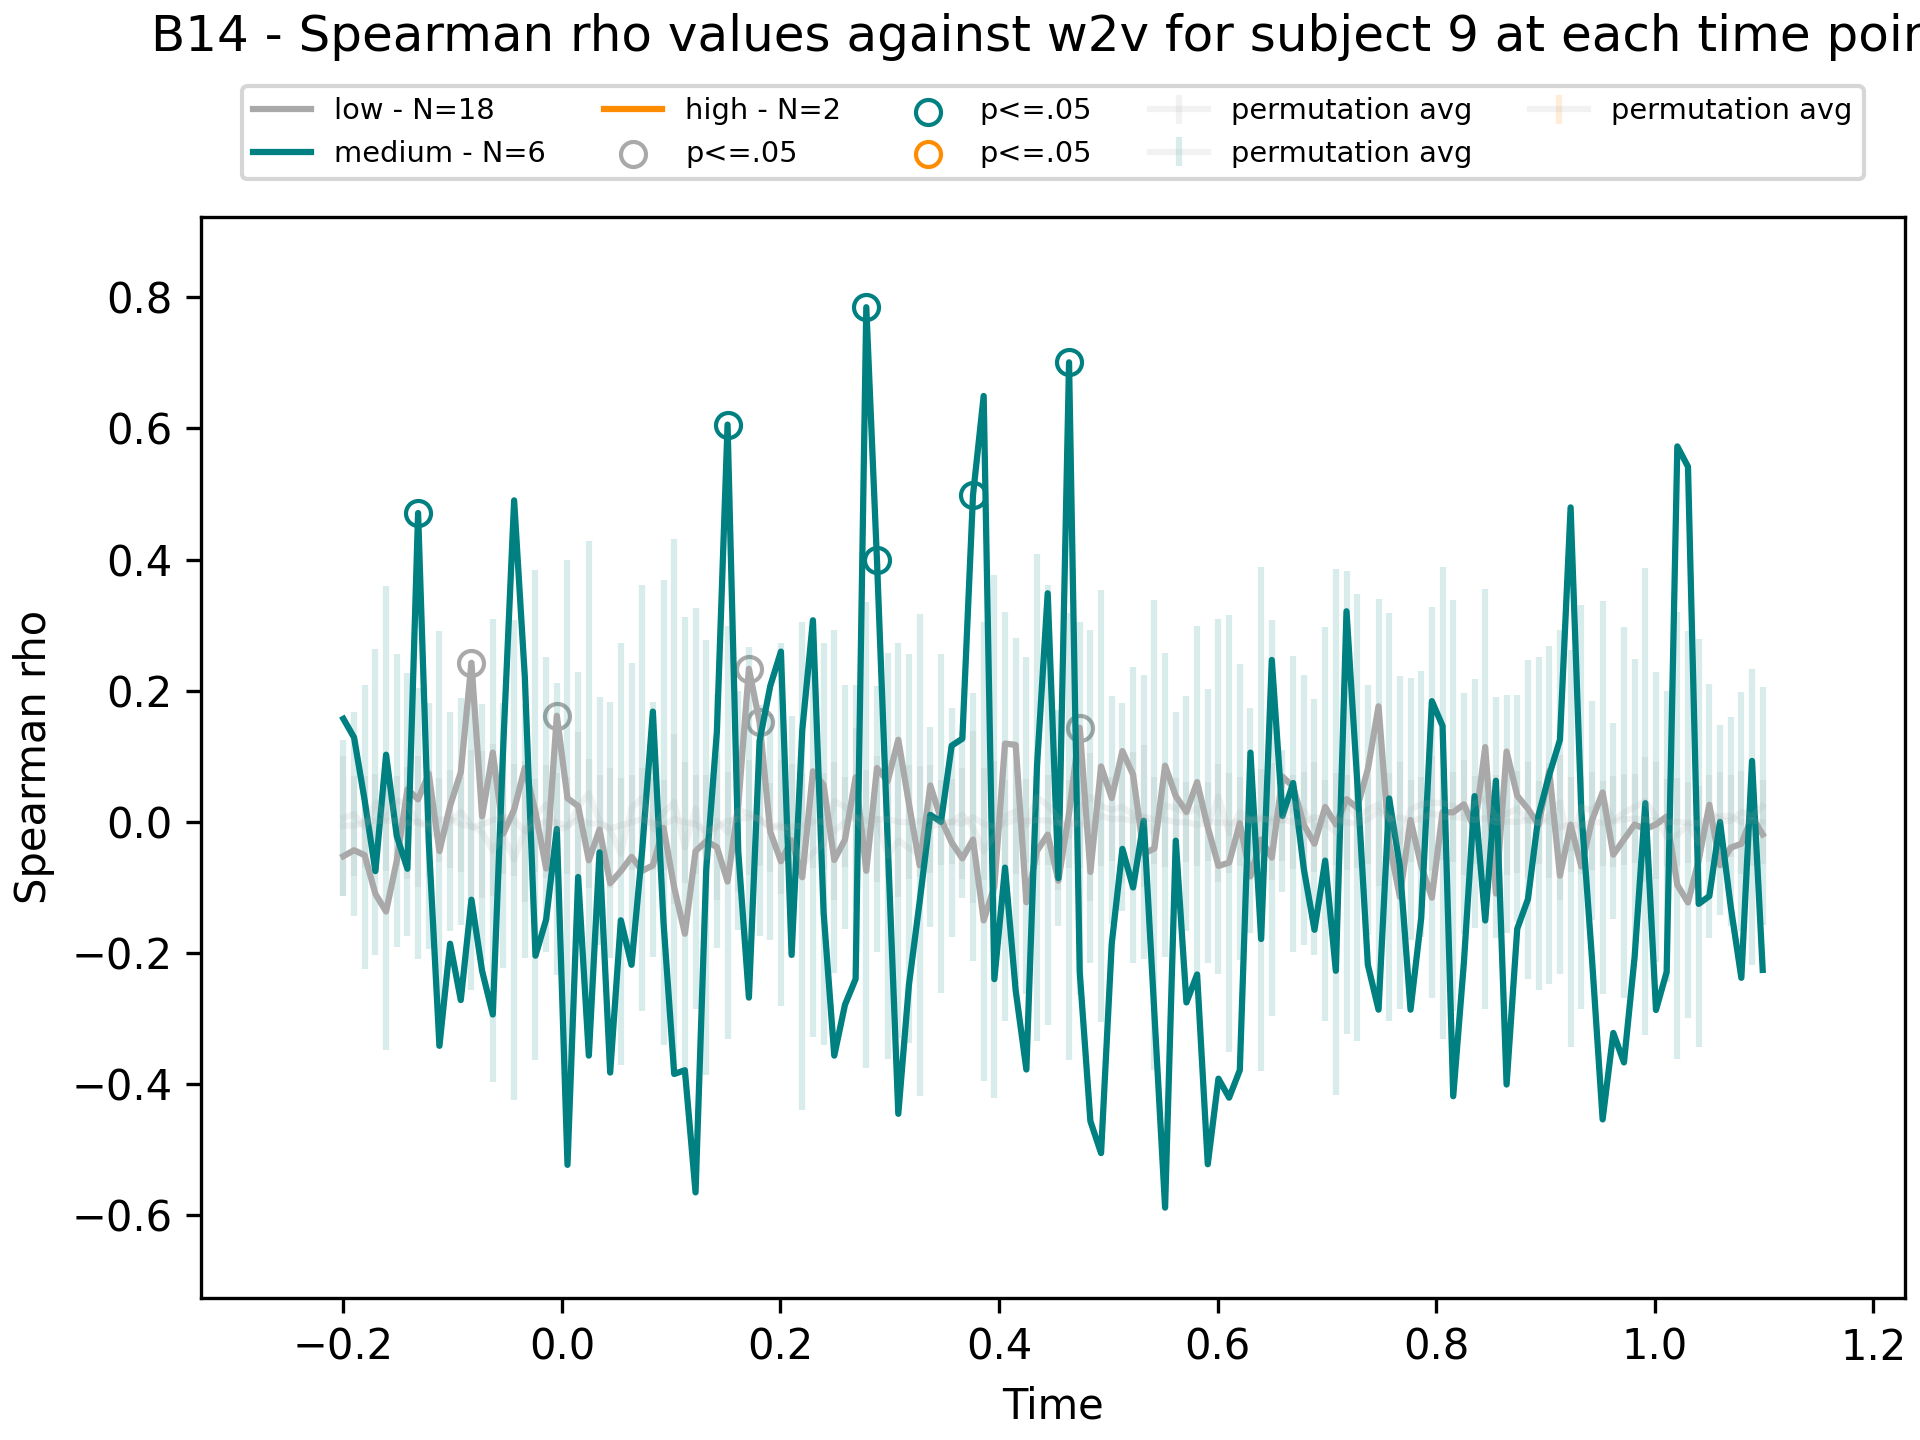 B14 - Spearman rho values against w2v for subject 9 at each time poin
low - N=18
medium - N=6
high - N=2
p<=.05
p<=.05
p<=.05
permutation avg
permutation avg
permutation avg
Spearman rho
0.8
0.6
0.4
0.2
0.0
−0.2
−0.4
−0.6
−0.2 0.0 0.2 0.4 0.6 0.8 1.0 1.2
Time